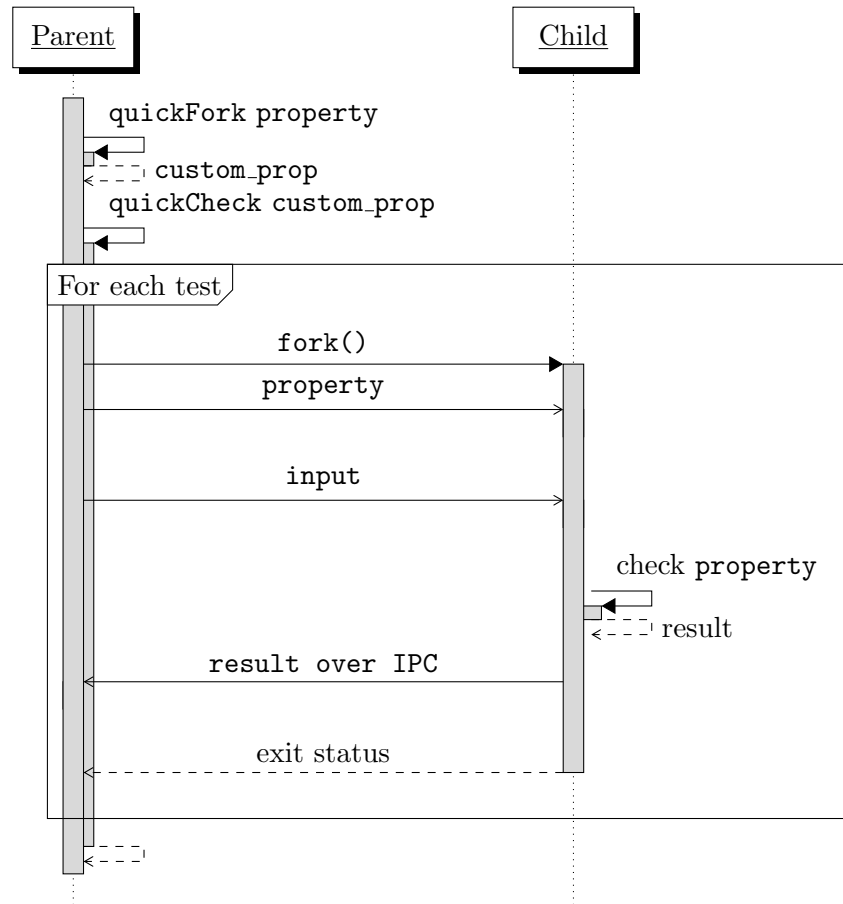 Parent
Child
quickFork property
custom_prop
quickCheck custom_prop
For each test
fork()
property
input
check property
result
result over IPC
exit status